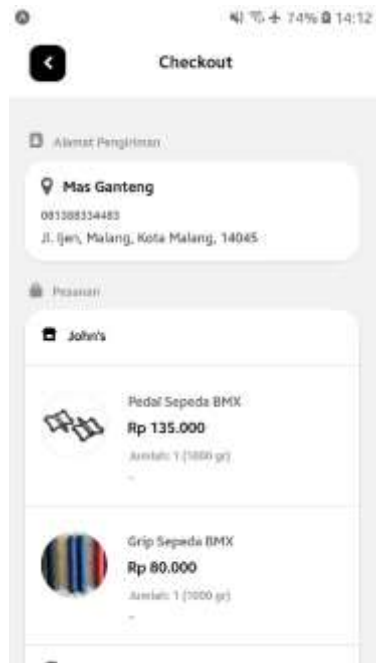 74% 14:12
Checkout
Alamat Pengiriman
Mas Ganteng
081388334483
Jl. Ijen, Malang, Kota Malang, 14045
Pesanan
John's
Pedal Sepeda BMX
Rp 135.000
Jumlah: 1 (1000 gr)
-
Grip Sepeda BMX
Rp 80.000
Jumlah: 1 (1000 gr)
-